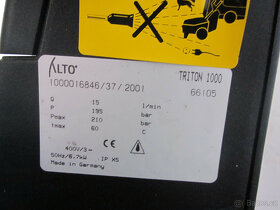 ALTO
TRITON 1000
1000016846/37/2001
66105
Q 15 l/min
P 195 bar
Pmax 210 bar
tmax 60 C
400V/3~
50Hz/6.7kW IP X5
Made in Germany